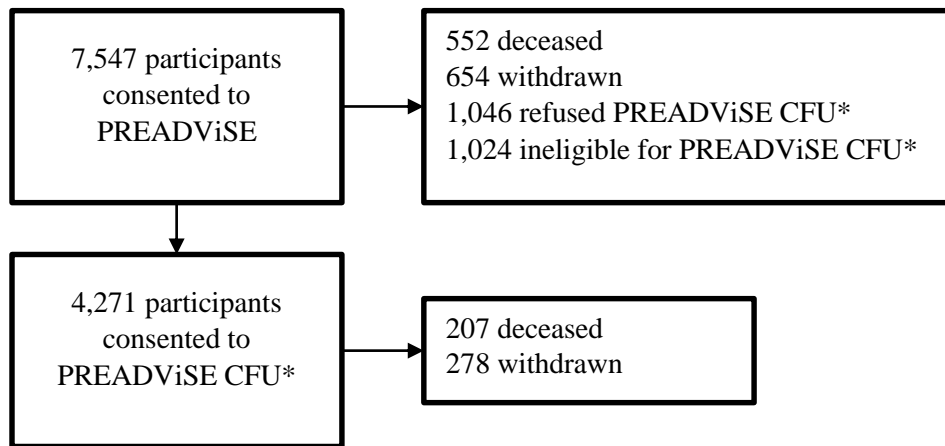 7,547 participants
consented to
PREADViSE
552 deceased
654 withdrawn
1,046 refused PREADViSE CFU*
1,024 ineligible for PREADViSE CFU*
4,271 participants
consented to
PREADViSE CFU*
207 deceased
278 withdrawn